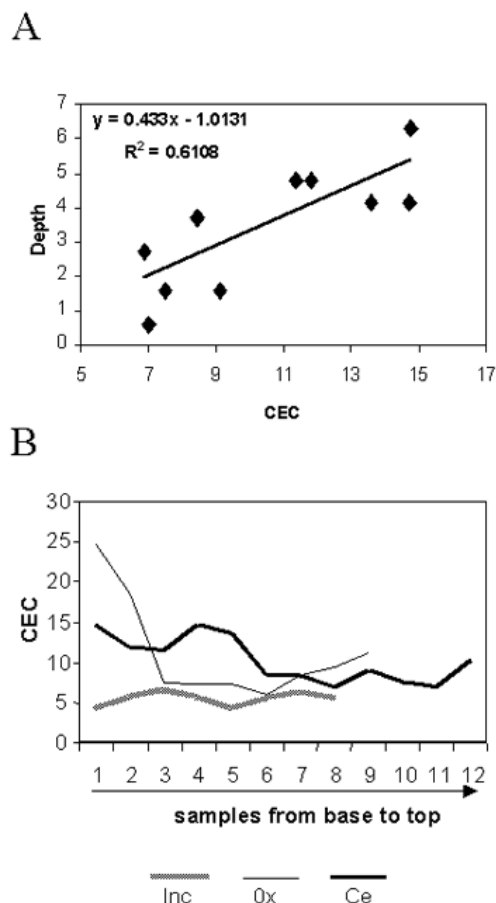 A
y = 0.433x - 1.0131
R² = 0.6108
7
6
5
4
3
2
1
0
Depth
5 7 9 11 13 15 17
CEC
B
30
25
20
15
10
5
0
CEC
1 2 3 4 5 6 7 8 9 10 11 12
samples from base to top
Inc 0x Ce